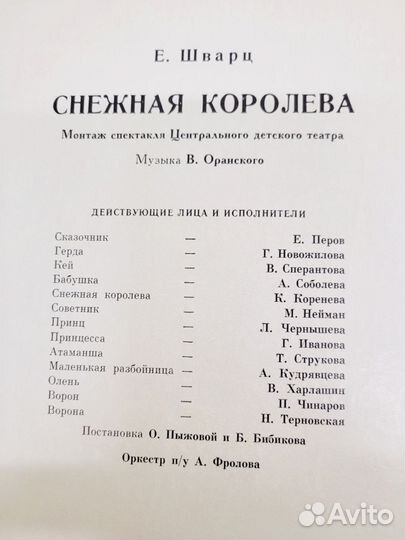 Е. Шварц
СНЕЖНАЯ КОРОЛЕВА
Монтаж спектакля Центрального детского театра
Музыка В. Оранского
ДЕЙСТВУЮЩИЕ ЛИЦА И ИСПОЛНИТЕЛИ
Сказочник — Е. Перов
Герда — Г. Новожилова
Кей — В. Сперантова
Бабушка — А. Соболева
Снежная королева — К. Коренева
Советник — М. Нейман
Принц — Л. Чернышева
Принцесса — Г. Иванова
Атаманша — Т. Струкова
Маленькая разбойница — А. Кудрявцева
Олень — В. Харлашин
Ворон — П. Чинаров
Ворона — Н. Терновская
Постановка О. Пыжовой и Б. Бибикова
Оркестр п/у А. Фролова
Avito